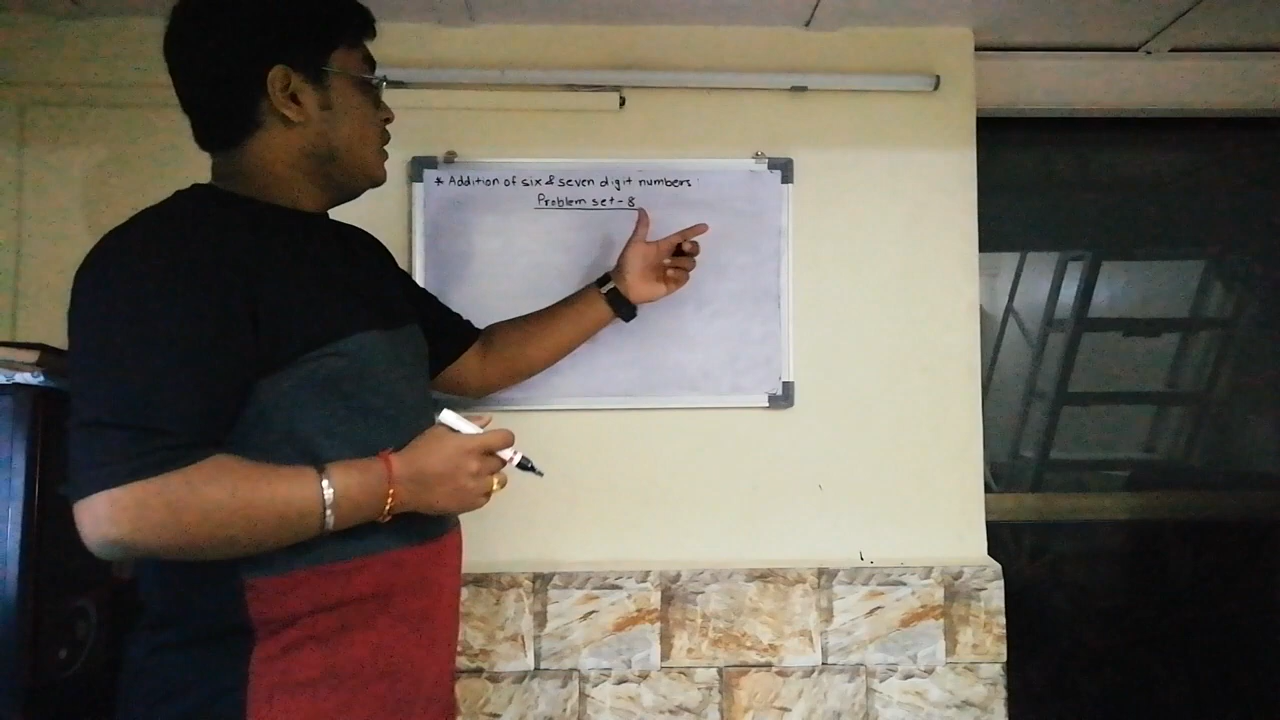 * Addition of six & seven digit numbers:
Problem set - 8